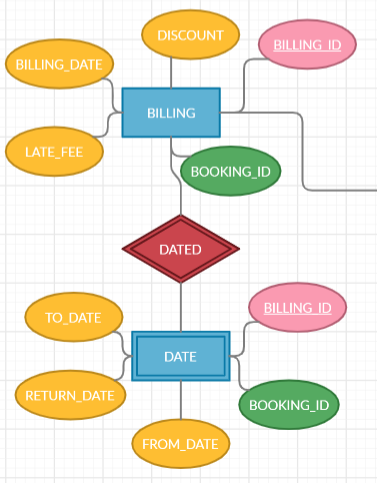 DISCOUNT
BILLING_ID
BILLING_DATE
BILLING
LATE_FEE
BOOKING_ID
DATED
BILLING_ID
TO_DATE
DATE
RETURN_DATE
BOOKING_ID
FROM_DATE